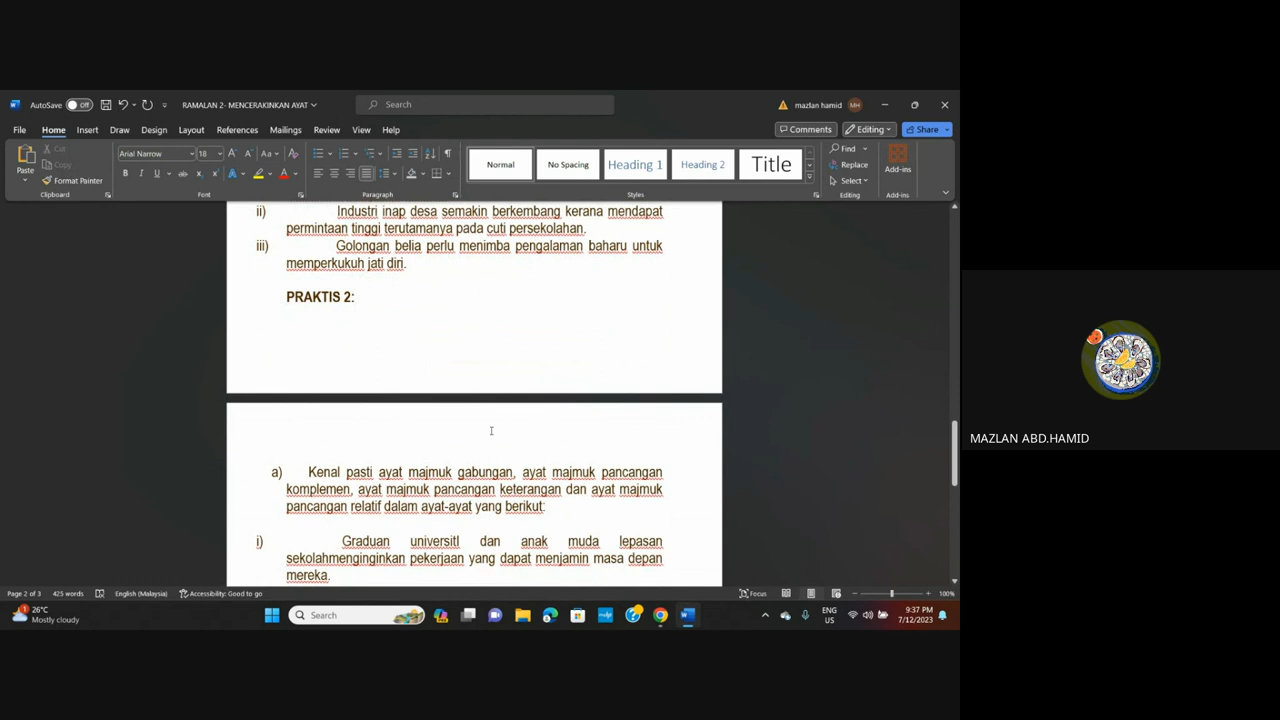 AutoSave Off RAMALAN 2- MENCERAKINKAN AYAT Search mazlan hamid MH
File Home Insert Draw Design Layout References Mailings Review View Help Comments Editing Share
Paste Cut Copy Format Painter
Arial Narrow 18
Normal No Spacing Heading 1 Heading 2 Title
Find Replace Select
Add-ins
Clipboard Font Paragraph Styles Editing Add-ins
ii) Industri inap desa semakin berkembang kerana mendapat
permintaan tinggi terutamanya pada cuti persekolahan.
iii) Golongan belia perlu menimba pengalaman baharu untuk
memperkukuh jati diri.
PRAKTIS 2:
a) Kenal pasti ayat majmuk gabungan, ayat majmuk pancangan
komplemen, ayat majmuk pancangan keterangan dan ayat majmuk
pancangan relatif dalam ayat-ayat yang berikut:
i) Graduan universitI dan anak muda lepasan
sekolahmenginginkan pekerjaan yang dapat menjamin masa depan
mereka.
MAZLAN ABD.HAMID
Page 2 of 3 425 words English (Malaysia) Accessibility: Good to go Focus 100%
26°C
Mostly cloudy
Search
ENG
US
9:37 PM
7/12/2023